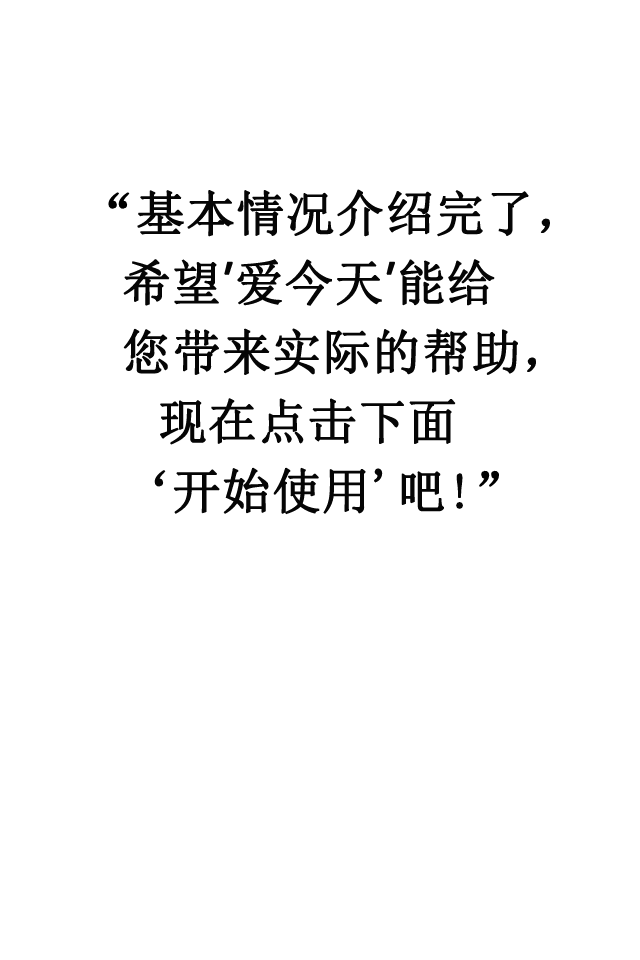 “基本情况介绍完了，
希望'爱今天'能给
您带来实际的帮助，
现在点击下面
‘开始使用’吧！”